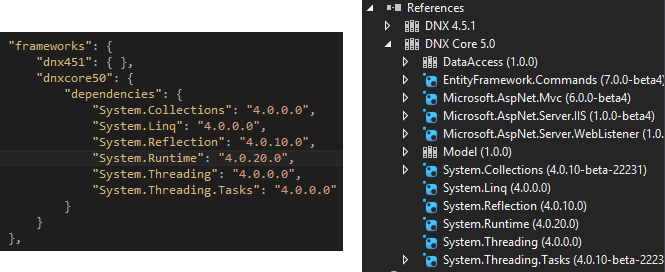 "frameworks": {
"dnx451": { },
"dnxcore50": {
"dependencies": {
"System.Collections": "4.0.0.0",
"System.Linq": "4.0.0.0",
"System.Reflection": "4.0.10.0",
"System.Runtime": "4.0.20.0",
"System.Threading": "4.0.0.0",
"System.Threading.Tasks": "4.0.0.0"
}
}
},
References
DNX 4.5.1
DNX Core 5.0
DataAccess (1.0.0)
EntityFramework.Commands (7.0.0-beta4)
Microsoft.AspNet.Mvc (6.0.0-beta4)
Microsoft.AspNet.Server.IIS (1.0.0-beta4)
Microsoft.AspNet.Server.WebListener (1.0.0-beta4)
Model (1.0.0)
System.Collections (4.0.10-beta-22231)
System.Linq (4.0.0.0)
System.Reflection (4.0.10.0)
System.Runtime (4.0.20.0)
System.Threading (4.0.0.0)
System.Threading.Tasks (4.0.10-beta-2223